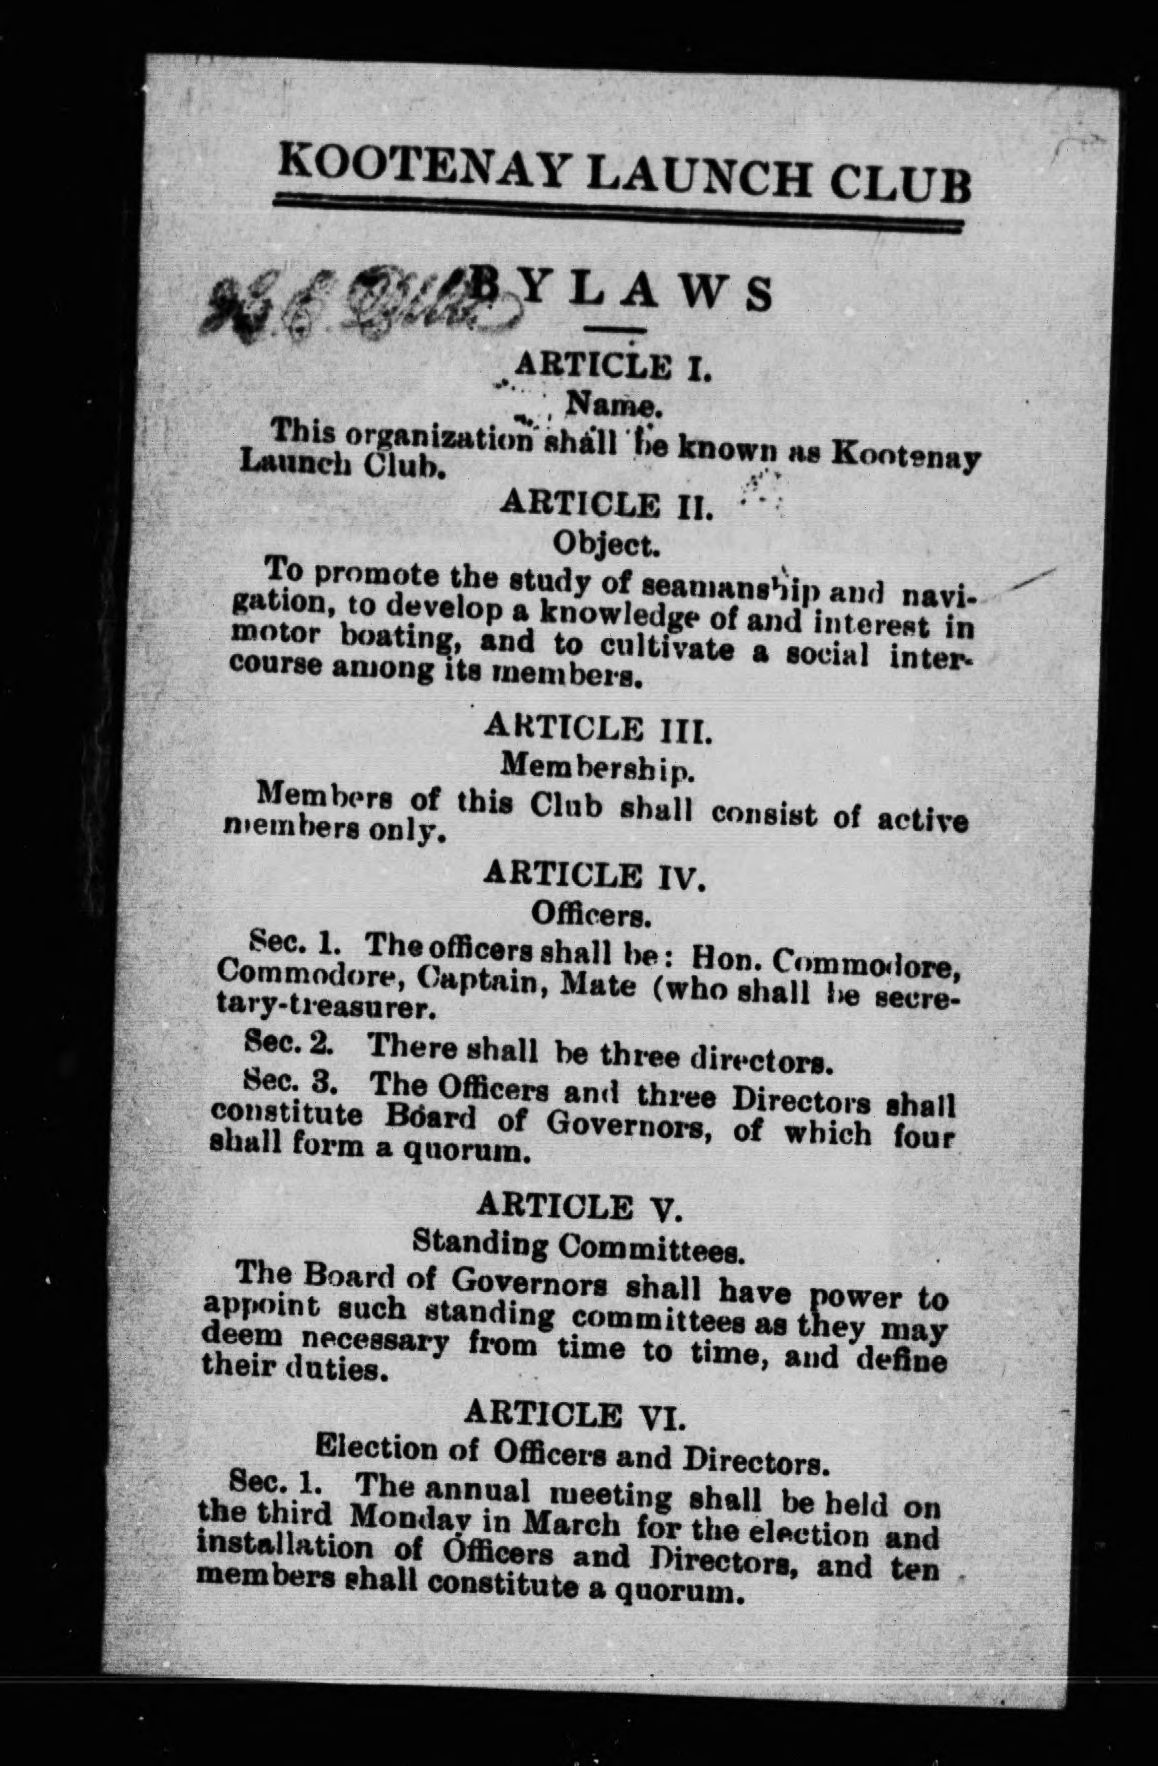 KOOTENAY LAUNCH CLUB
BYLAWS
ARTICLE I.
Name.
This organization shall be known as Kootenay
Launch Club.
ARTICLE II.
Object.
To promote the study of seamanship and navi-
gation, to develop a knowledge of and interest in
motor boating, and to cultivate a social inter-
course among its members.
ARTICLE III.
Membership.
Members of this Club shall consist of active
members only.
ARTICLE IV.
Officers.
Sec. 1. The officers shall be: Hon. Commodore,
Commodore, Captain, Mate (who shall be secre-
tary-treasurer.
Sec. 2. There shall be three directors.
Sec. 3. The Officers and three Directors shall
constitute Board of Governors, of which four
shall form a quorum.
ARTICLE V.
Standing Committees.
The Board of Governors shall have power to
appoint such standing committees as they may
deem necessary from time to time, and define
their duties.
ARTICLE VI.
Election of Officers and Directors.
Sec. 1. The annual meeting shall be held on
the third Monday in March for the election and
installation of Officers and Directors, and ten
members shall constitute a quorum.